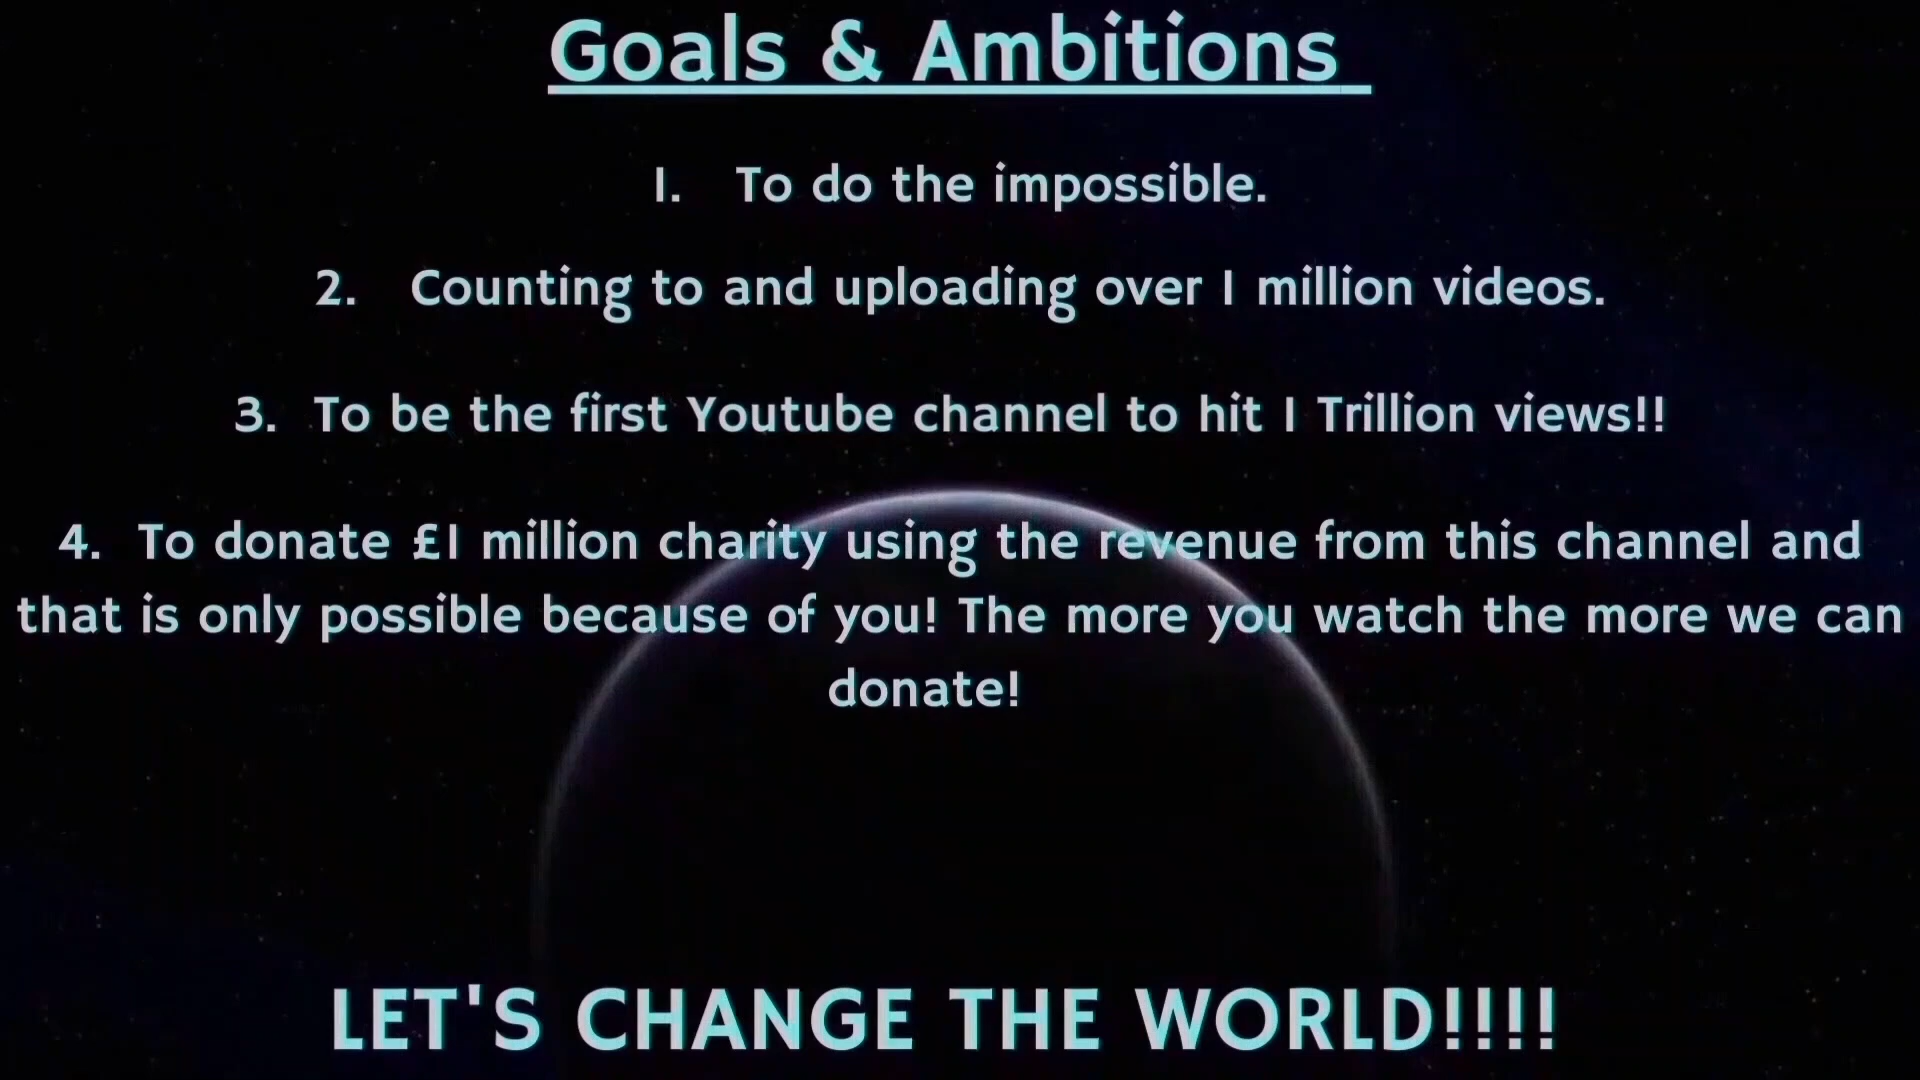 Goals & Ambitions
1. To do the impossible.
2. Counting to and uploading over 1 million videos.
3. To be the first Youtube channel to hit 1 Trillion views!!
4. To donate £1 million charity using the revenue from this channel and
that is only possible because of you! The more you watch the more we can
donate!
LET'S CHANGE THE WORLD!!!!